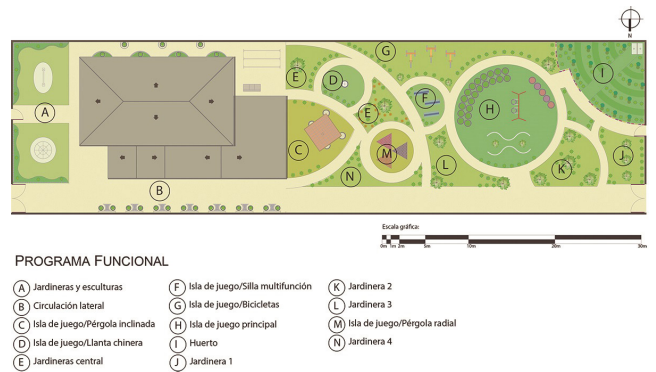 N
G
I
E
D
F
E
H
A
C
M
J
N
L
K
B
Escala gráfica:
0m 1m 2m 5m 10m 20m 30m
PROGRAMA FUNCIONAL
A Jardineras y esculturas
B Circulación lateral
C Isla de juego/Pérgola inclinada
D Isla de juego/Llanta chinera
E Jardineras central
F Isla de juego/Silla multifunción
G Isla de juego/Bicicletas
H Isla de juego principal
I Huerto
J Jardinera 1
K Jardinera 2
L Jardinera 3
M Isla de juego/Pérgola radial
N Jardinera 4